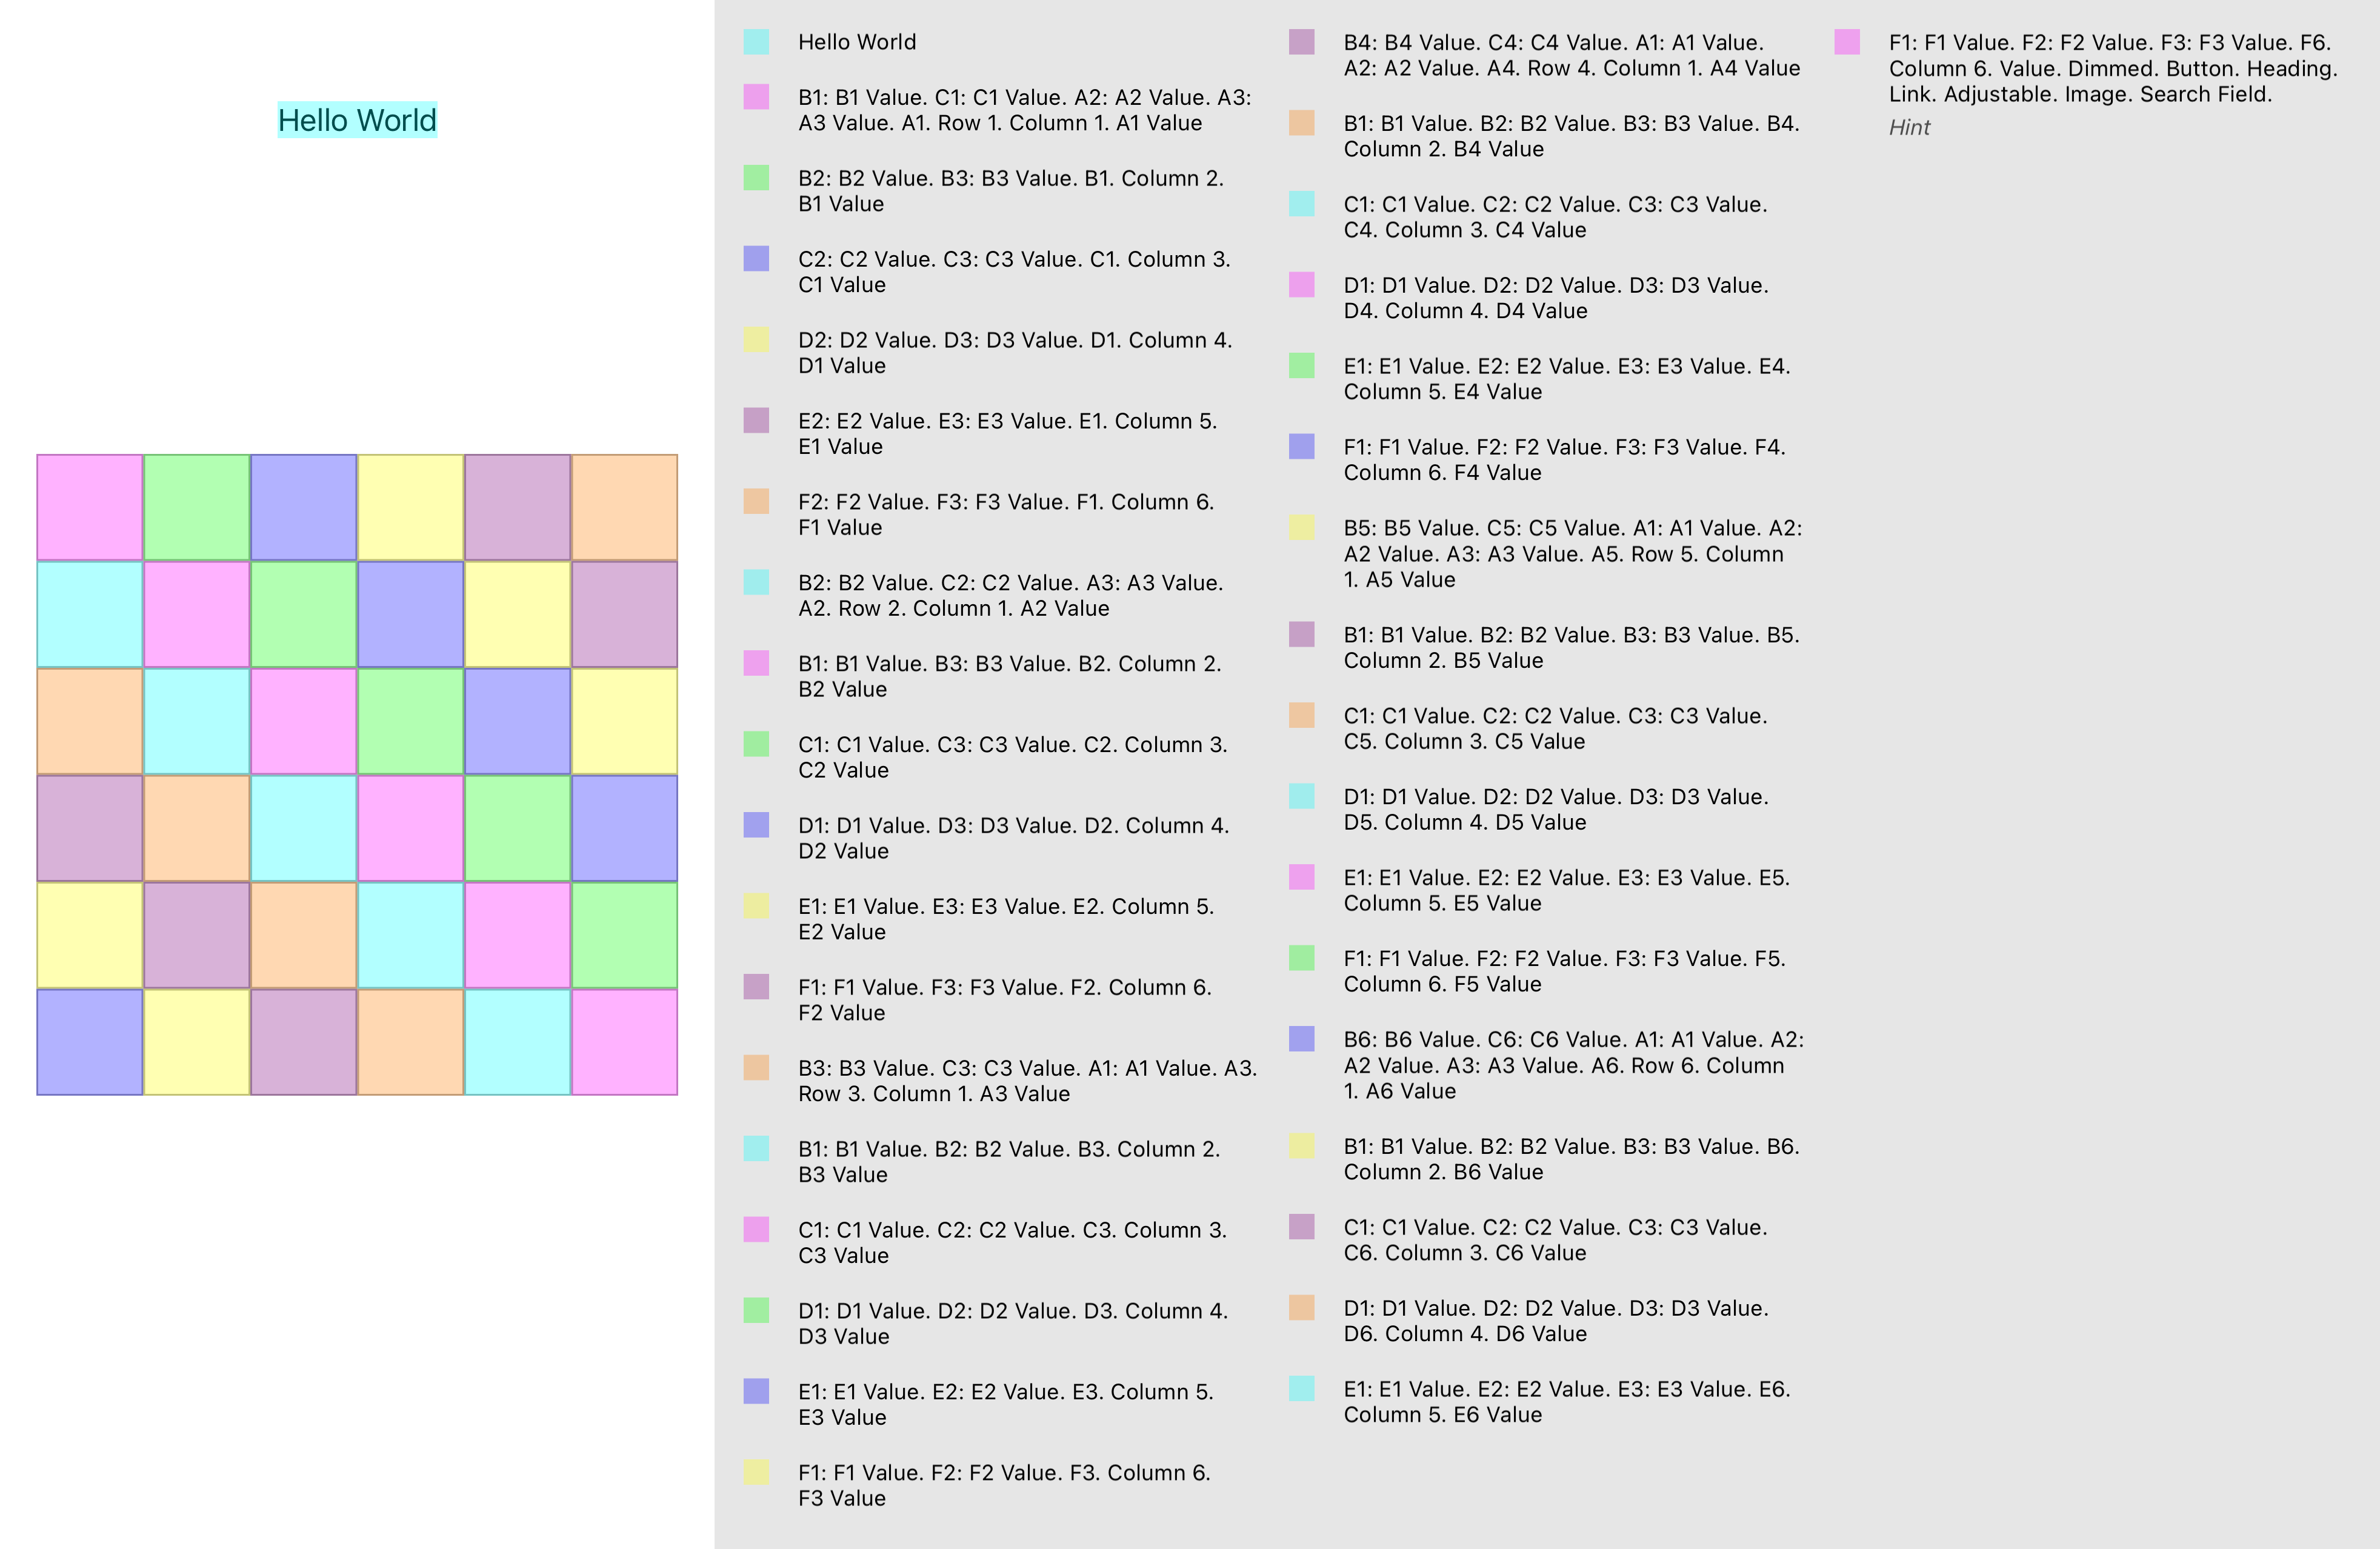 Hello World
Hello World
B1: B1 Value. C1: C1 Value. A2: A2 Value. A3:
A3 Value. A1. Row 1. Column 1. A1 Value
B2: B2 Value. B3: B3 Value. B1. Column 2.
B1 Value
C2: C2 Value. C3: C3 Value. C1. Column 3.
C1 Value
D2: D2 Value. D3: D3 Value. D1. Column 4.
D1 Value
E2: E2 Value. E3: E3 Value. E1. Column 5.
E1 Value
F2: F2 Value. F3: F3 Value. F1. Column 6.
F1 Value
B2: B2 Value. C2: C2 Value. A3: A3 Value.
A2. Row 2. Column 1. A2 Value
B1: B1 Value. B3: B3 Value. B2. Column 2.
B2 Value
C1: C1 Value. C3: C3 Value. C2. Column 3.
C2 Value
D1: D1 Value. D3: D3 Value. D2. Column 4.
D2 Value
E1: E1 Value. E3: E3 Value. E2. Column 5.
E2 Value
F1: F1 Value. F3: F3 Value. F2. Column 6.
F2 Value
B3: B3 Value. C3: C3 Value. A1: A1 Value. A3.
Row 3. Column 1. A3 Value
B1: B1 Value. B2: B2 Value. B3. Column 2.
B3 Value
C1: C1 Value. C2: C2 Value. C3. Column 3.
C3 Value
D1: D1 Value. D2: D2 Value. D3. Column 4.
D3 Value
E1: E1 Value. E2: E2 Value. E3. Column 5.
E3 Value
F1: F1 Value. F2: F2 Value. F3. Column 6.
F3 Value
B4: B4 Value. C4: C4 Value. A1: A1 Value.
A2: A2 Value. A4. Row 4. Column 1. A4 Value
B1: B1 Value. B2: B2 Value. B3: B3 Value. B4.
Column 2. B4 Value
C1: C1 Value. C2: C2 Value. C3: C3 Value.
C4. Column 3. C4 Value
D1: D1 Value. D2: D2 Value. D3: D3 Value.
D4. Column 4. D4 Value
E1: E1 Value. E2: E2 Value. E3: E3 Value. E4.
Column 5. E4 Value
F1: F1 Value. F2: F2 Value. F3: F3 Value. F4.
Column 6. F4 Value
B5: B5 Value. C5: C5 Value. A1: A1 Value. A2:
A2 Value. A3: A3 Value. A5. Row 5. Column
1. A5 Value
B1: B1 Value. B2: B2 Value. B3: B3 Value. B5.
Column 2. B5 Value
C1: C1 Value. C2: C2 Value. C3: C3 Value.
C5. Column 3. C5 Value
D1: D1 Value. D2: D2 Value. D3: D3 Value.
D5. Column 4. D5 Value
E1: E1 Value. E2: E2 Value. E3: E3 Value. E5.
Column 5. E5 Value
F1: F1 Value. F2: F2 Value. F3: F3 Value. F5.
Column 6. F5 Value
B6: B6 Value. C6: C6 Value. A1: A1 Value. A2:
A2 Value. A3: A3 Value. A6. Row 6. Column
1. A6 Value
B1: B1 Value. B2: B2 Value. B3: B3 Value. B6.
Column 2. B6 Value
C1: C1 Value. C2: C2 Value. C3: C3 Value.
C6. Column 3. C6 Value
D1: D1 Value. D2: D2 Value. D3: D3 Value.
D6. Column 4. D6 Value
E1: E1 Value. E2: E2 Value. E3: E3 Value. E6.
Column 5. E6 Value
F1: F1 Value. F2: F2 Value. F3: F3 Value. F6.
Column 6. Value. Dimmed. Button. Heading.
Link. Adjustable. Image. Search Field.
Hint